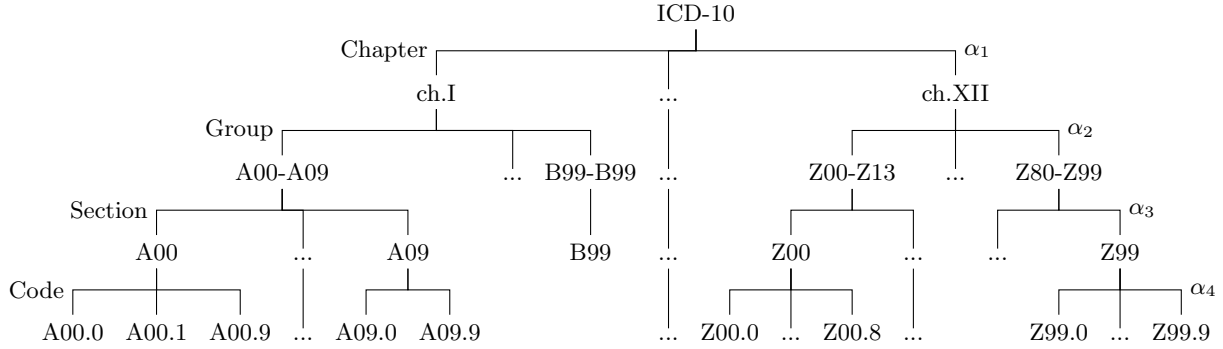 ICD-10
Chapter α1
ch.I ... ch.XII
Group α2
A00-A09 ... B99-B99 ... Z00-Z13 ... Z80-Z99
Section α3
A00 ... A09 B99 ... Z00 ... ... Z99
Code α4
A00.0 A00.1 A00.9 ... A09.0 A09.9 ... Z00.0 ... Z00.8 ... Z99.0 ... Z99.9